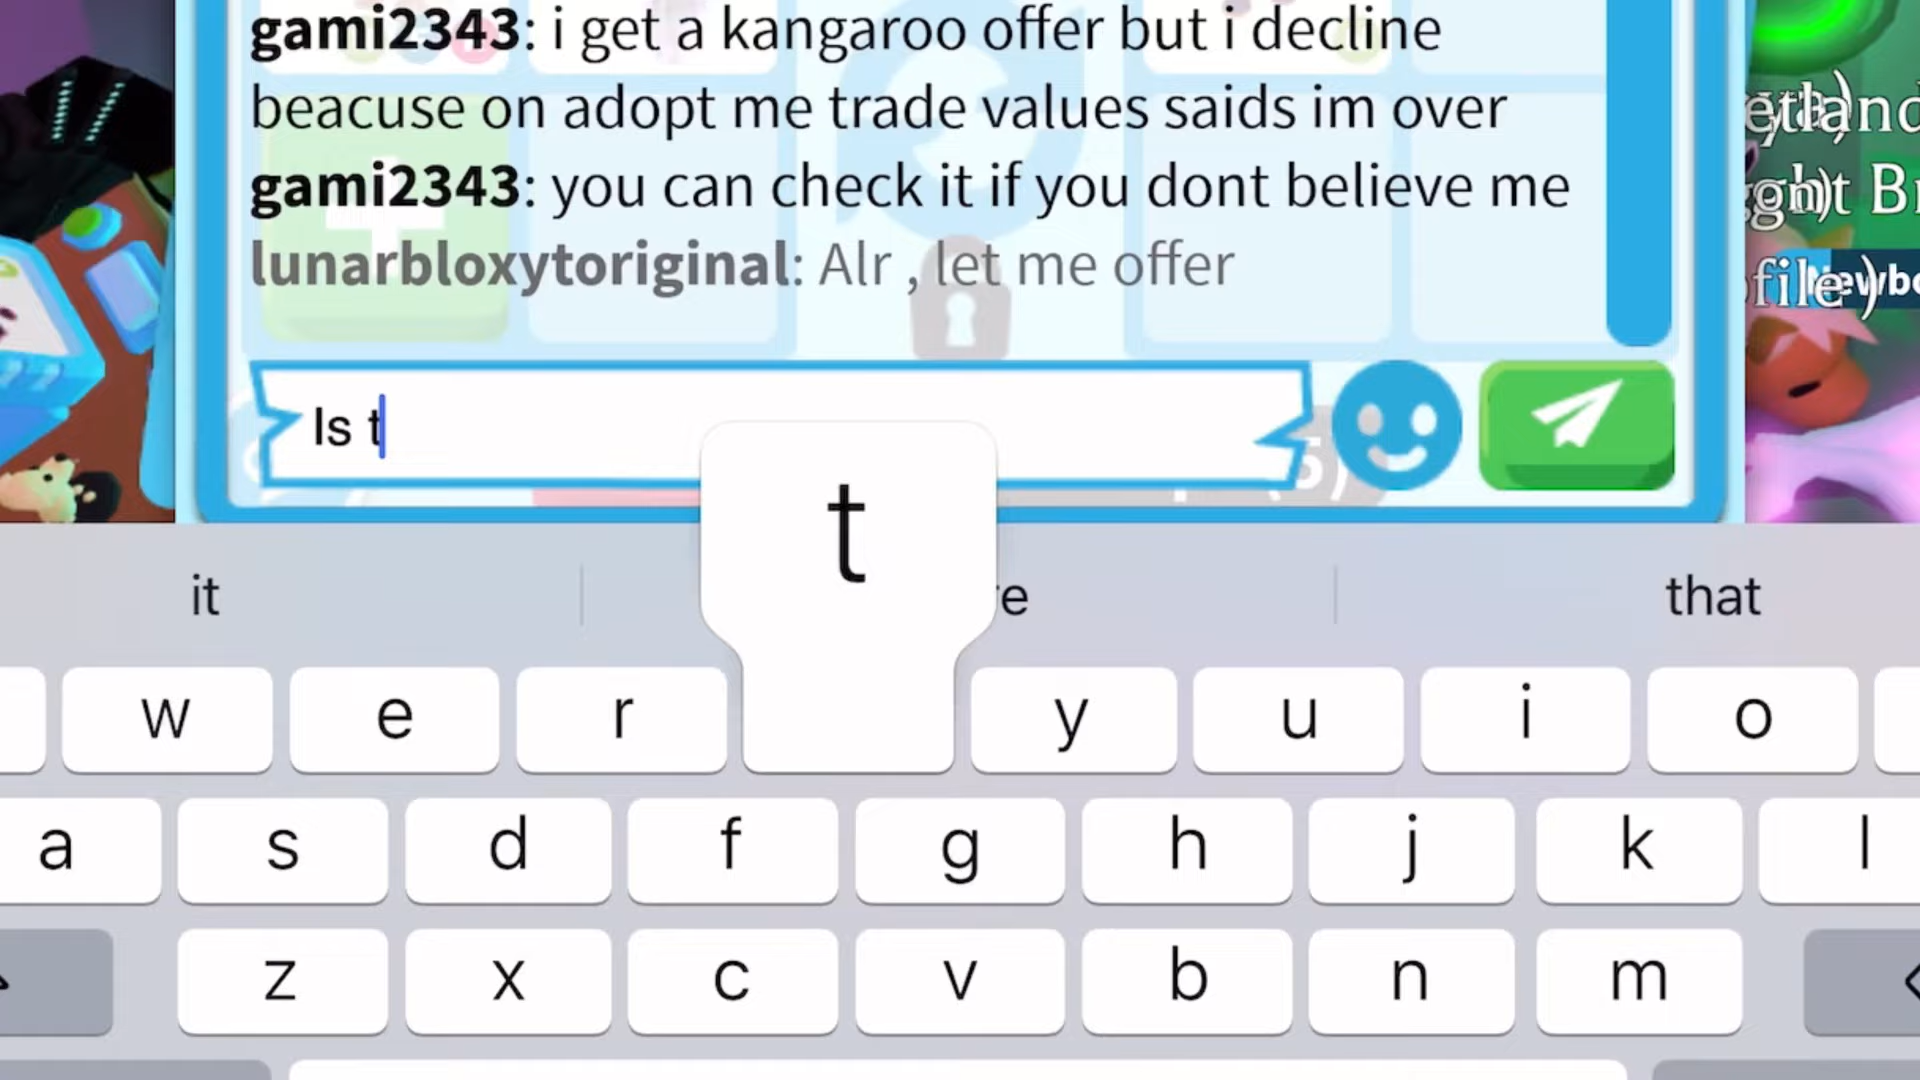 gami2343: i get a kangaroo offer but i decline
beacuse on adopt me trade values saids im over
gami2343: you can check it if you dont believe me
lunarbloxytoriginal: Alr , let me offer
Is t
t
it
that
w e r y u i o
a s d f g h j k l
z x c v b n m